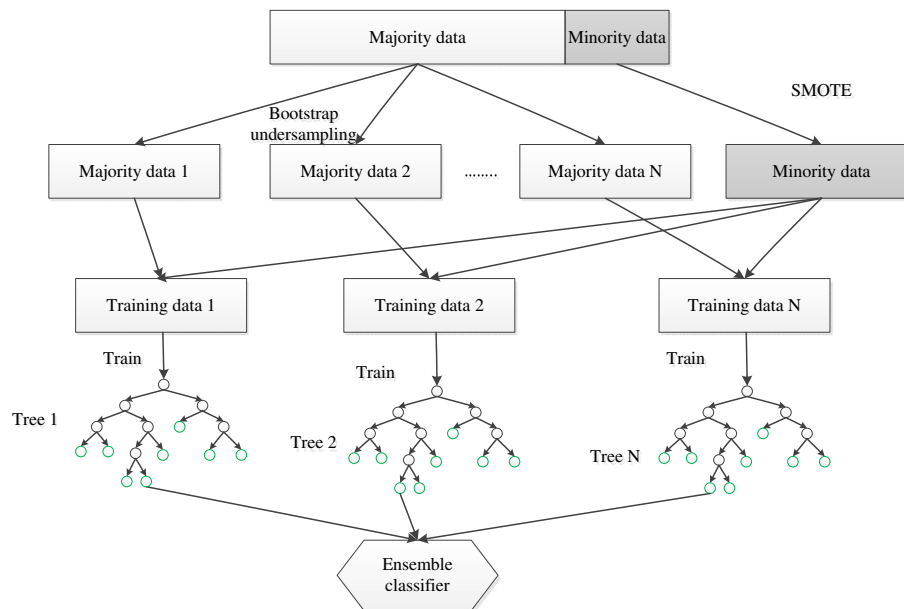 Majority data
Minority data
SMOTE
Bootstrap
undersampling
Majority data 1
Majority data 2
........
Majority data N
Minority data
Training data 1
Training data 2
Training data N
Train
Train
Train
Tree 1
Tree 2
Tree N
Ensemble
classifier